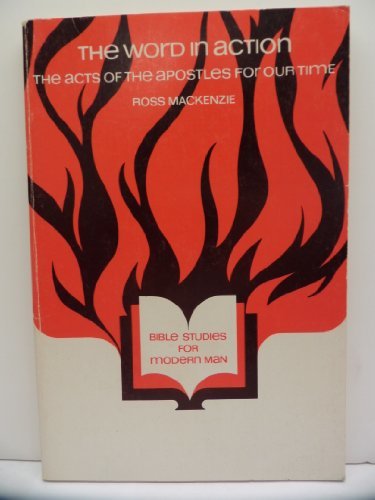 THE WORD IN ACTION
THE ACTS OF THE APOSTLES FOR OUR TIME
ROSS MACKENZIE
BIBLE STUDIES
FOR
MODERN MAN